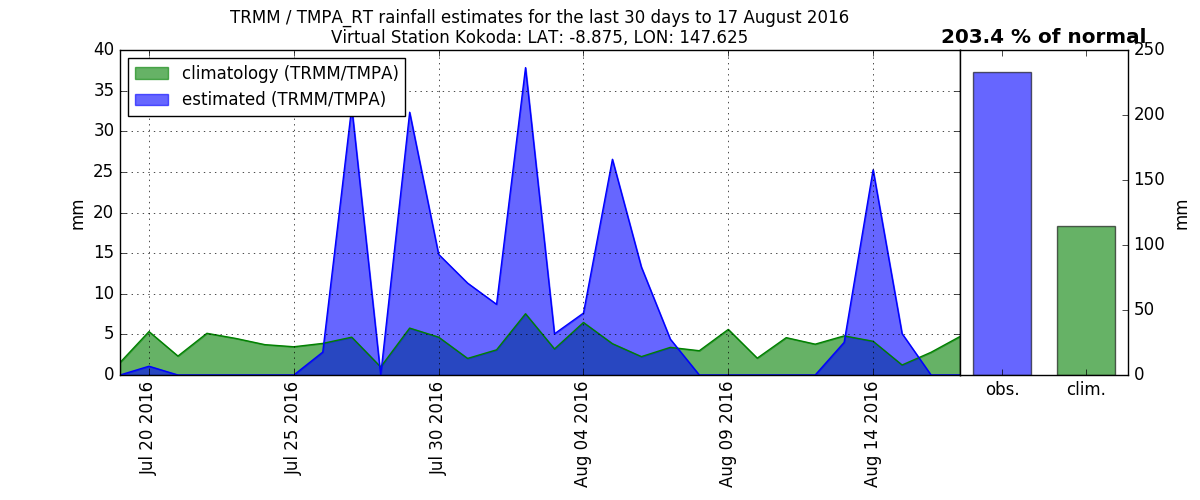 TRMM / TMPA_RT rainfall estimates for the last 30 days to 17 August 2016
Virtual Station Kokoda: LAT: -8.875, LON: 147.625
203.4 % of normal
climatology (TRMM/TMPA)
estimated (TRMM/TMPA)
40
35
30
25
20
15
10
5
0
mm
Jul 20 2016
Jul 25 2016
Jul 30 2016
Aug 04 2016
Aug 09 2016
Aug 14 2016
obs.
clim.
250
200
150
100
50
0
mm